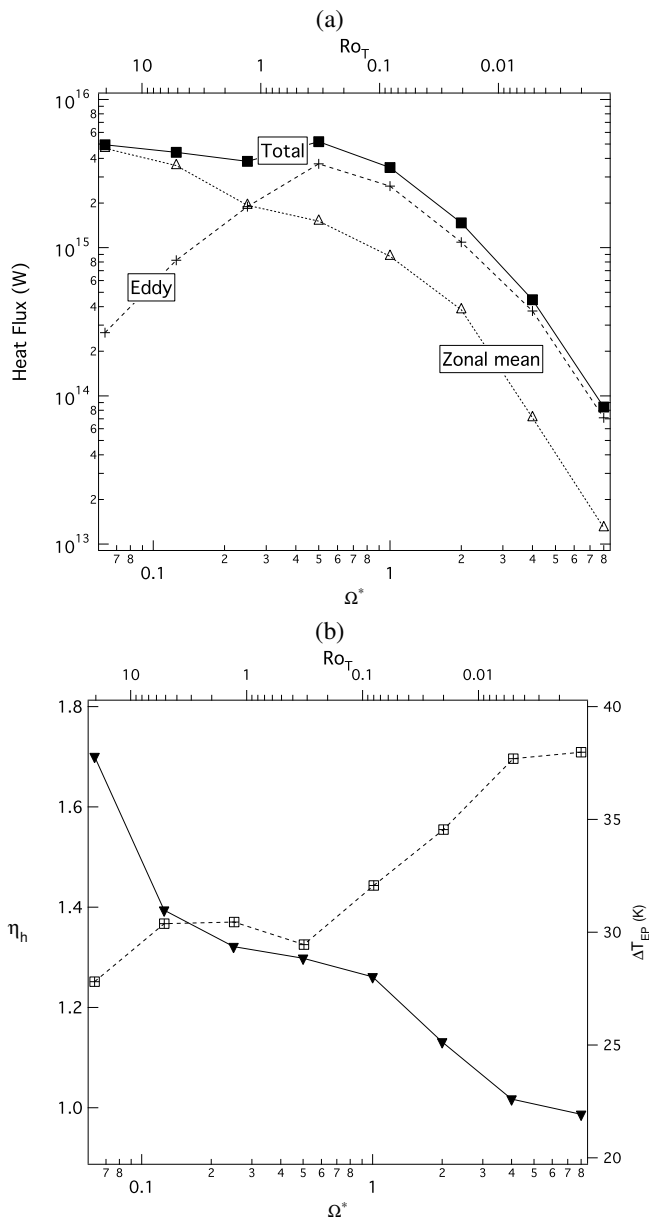 (a)
Ro_T
10 1 0.1 0.01
10^16
8
6
4
2
10^15
8
6
4
2
10^14
8
6
4
2
10^13
Heat Flux (W)
Total
Eddy
Zonal mean
7 8 2 3 4 5 6 7 8 2 3 4 5 6 7 8
0.1 1
Ω*
(b)
Ro_T
10 1 0.1 0.01
1.8 40
1.6 35
1.4 30
1.2 25
1.0 20
η_h
ΔT_EP (K)
7 8 2 3 4 5 6 7 8 2 3 4 5 6 7 8
0.1 1
Ω*